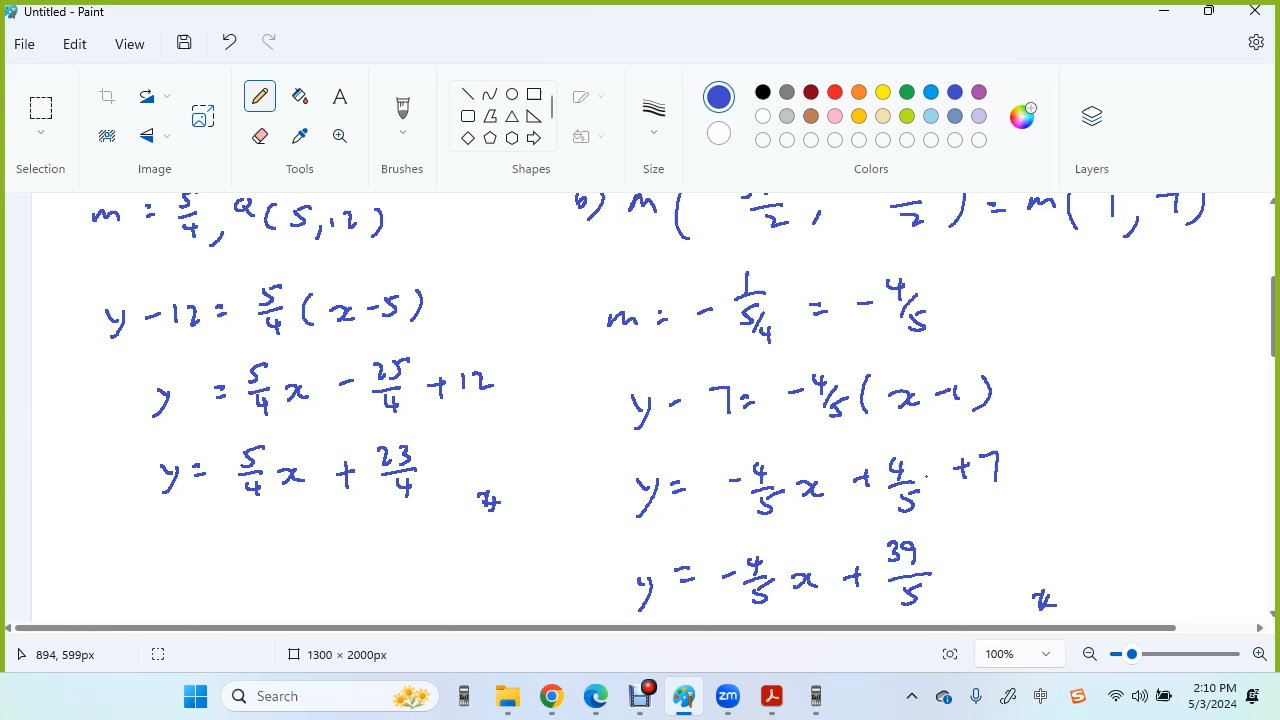 Untitled - Paint
File Edit View
Selection Image Tools Brushes Shapes Size Colors Layers
m = 5/4, Q(5,12)
y - 12 = 5/4 (x - 5)
y = 5/4 x - 25/4 + 12
y = 5/4 x + 23/4
b) M( /2, /2 ) = M(1, 7)
m = - 1/(5/4) = - 4/5
y - 7 = - 4/5 (x - 1)
y = - 4/5 x + 4/5 + 7
y = - 4/5 x + 39/5
894, 599px 1300 × 2000px 100%
Search
中
2:10 PM
5/3/2024